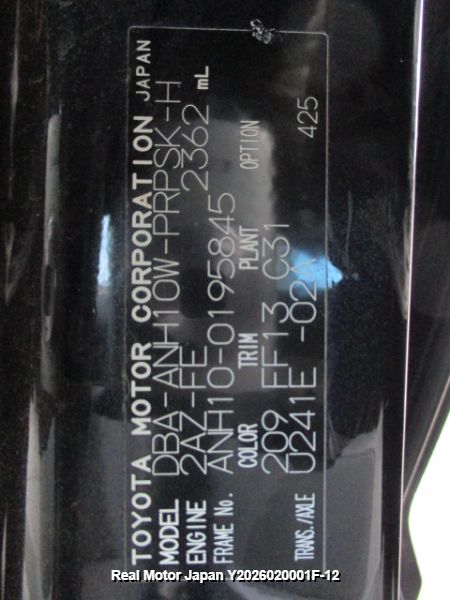 TOYOTA MOTOR CORPORATION JAPAN
MODEL DBA-ANH10W-PRPSK-H
ENGINE 2AZ-FE 2362 mL
FRAME No. ANH10-0195845
COLOR TRIM PLANT OPTION
209 EF13 C31 425
TRANS./AXLE U241E -02A
Real Motor Japan Y2026020001F-12